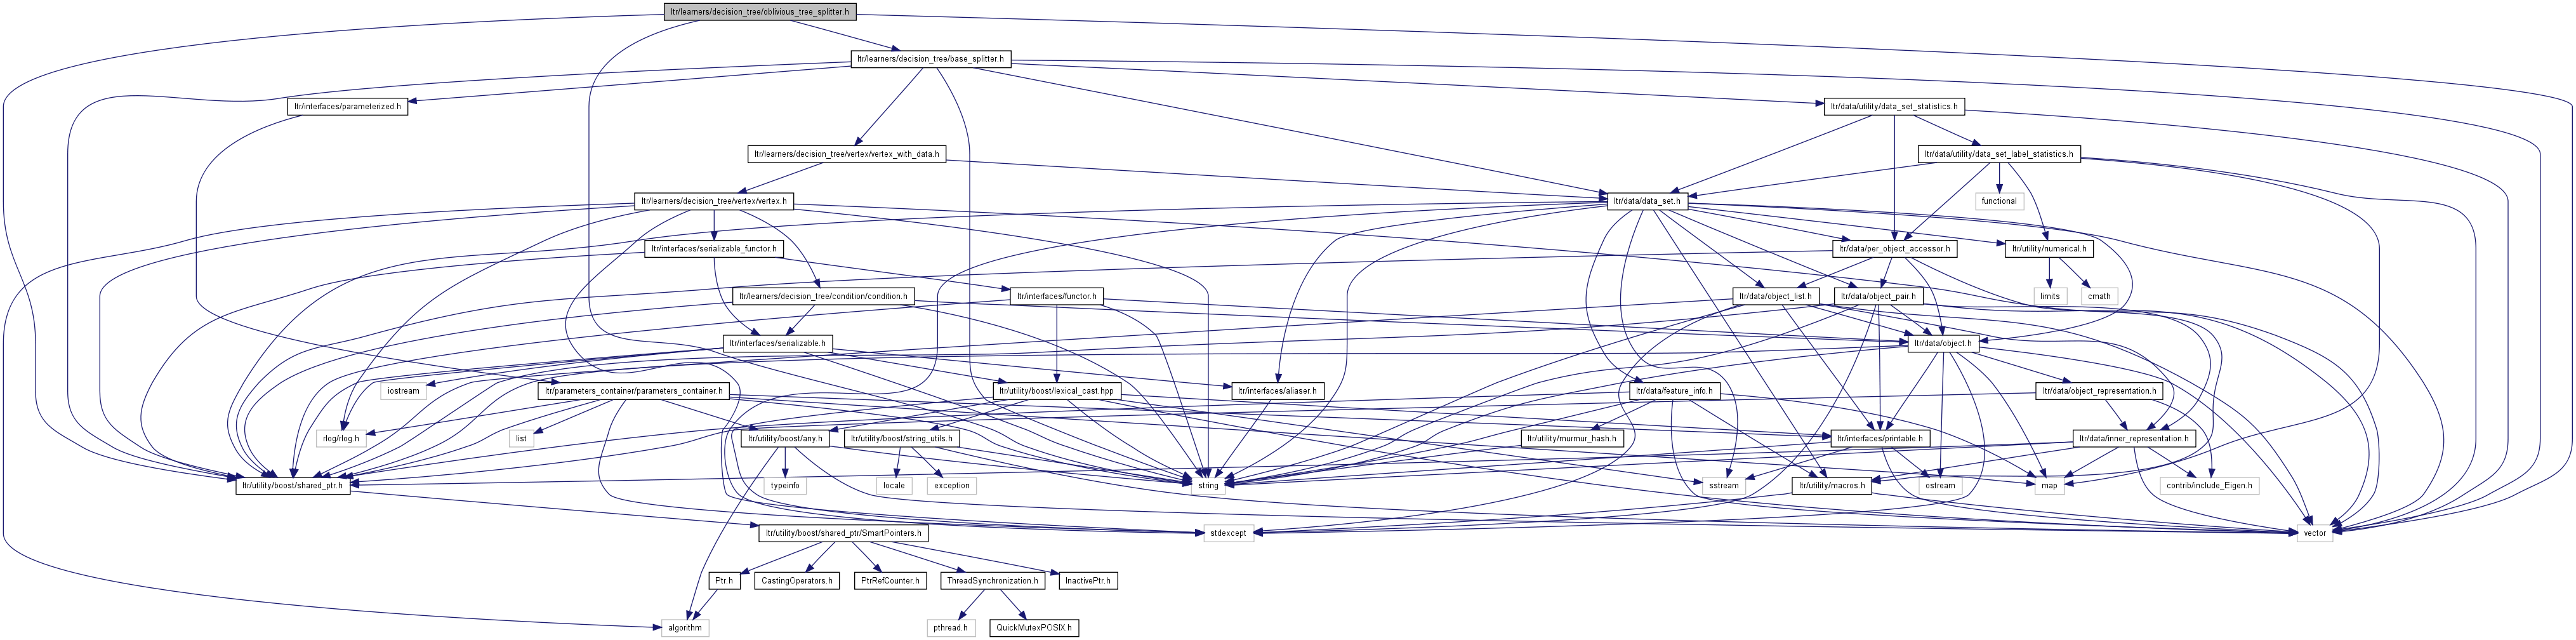 ltr/learners/decision_tree/oblivious_tree_splitter.h
ltr/learners/decision_tree/base_splitter.h
ltr/interfaces/parameterized.h
ltr/data/utility/data_set_statistics.h
ltr/learners/decision_tree/vertex/vertex_with_data.h
ltr/data/utility/data_set_label_statistics.h
ltr/learners/decision_tree/vertex/vertex.h
ltr/data/data_set.h
functional
ltr/interfaces/serializable_functor.h
ltr/data/per_object_accessor.h
ltr/utility/numerical.h
ltr/learners/decision_tree/condition/condition.h
ltr/interfaces/functor.h
ltr/data/object_list.h
ltr/data/object_pair.h
limits
cmath
ltr/interfaces/serializable.h
ltr/data/object.h
iostream
ltr/parameters_container/parameters_container.h
ltr/utility/boost/lexical_cast.hpp
ltr/interfaces/aliaser.h
ltr/data/feature_info.h
ltr/data/object_representation.h
rlog/rlog.h
list
ltr/utility/boost/any.h
ltr/utility/boost/string_utils.h
ltr/utility/murmur_hash.h
ltr/interfaces/printable.h
ltr/data/inner_representation.h
ltr/utility/boost/shared_ptr.h
typeinfo
locale
exception
string
sstream
ltr/utility/macros.h
ostream
map
contrib/include_Eigen.h
ltr/utility/boost/shared_ptr/SmartPointers.h
stdexcept
vector
Ptr.h
CastingOperators.h
PtrRefCounter.h
ThreadSynchronization.h
InactivePtr.h
algorithm
pthread.h
QuickMutexPOSIX.h